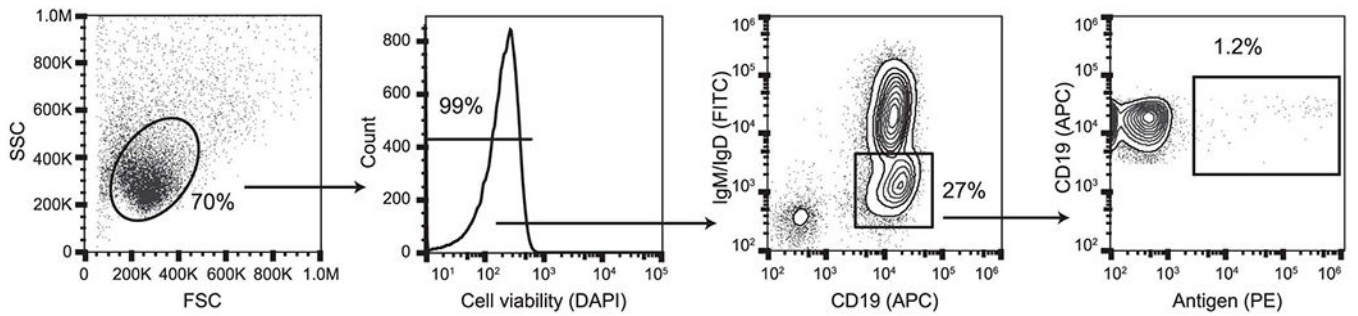 1.0M
800K
600K
400K
200K
0
SSC
70%
0 200K 400K 600K 800K 1.0M
FSC
800
600
400
200
0
Count
99%
10¹ 10² 10³ 10⁴ 10⁵
Cell viability (DAPI)
10⁶
10⁵
10⁴
10³
10²
IgM/IgD (FITC)
27%
10² 10³ 10⁴ 10⁵ 10⁶
CD19 (APC)
10⁶
10⁵
10⁴
10³
10²
CD19 (APC)
1.2%
10² 10³ 10⁴ 10⁵ 10⁶
Antigen (PE)